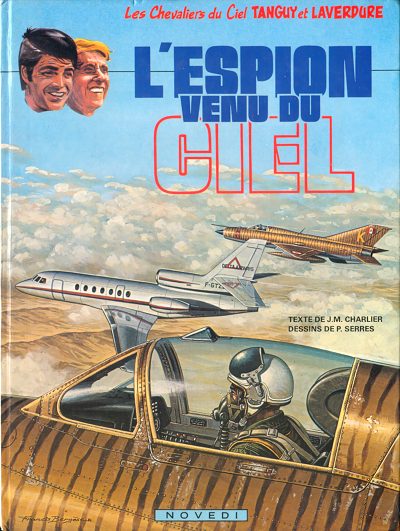 Les Chevaliers du Ciel TANGUY et LAVERDURE
L'ESPION
VENU DU
CIEL
TEXTE DE J.M. CHARLIER
DESSINS DE P. SERRES
NOVEDI